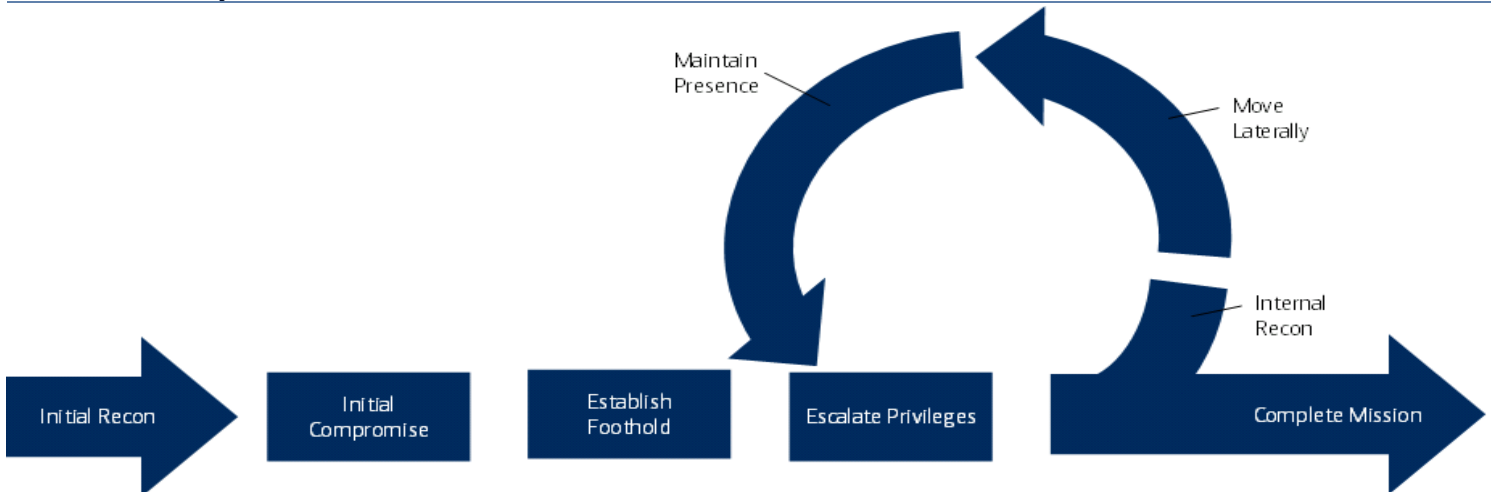 Maintain
Presence
Move
Laterally
Internal
Recon
Initial Recon
Initial
Compromise
Establish
Foothold
Escalate Privileges
Complete Mission